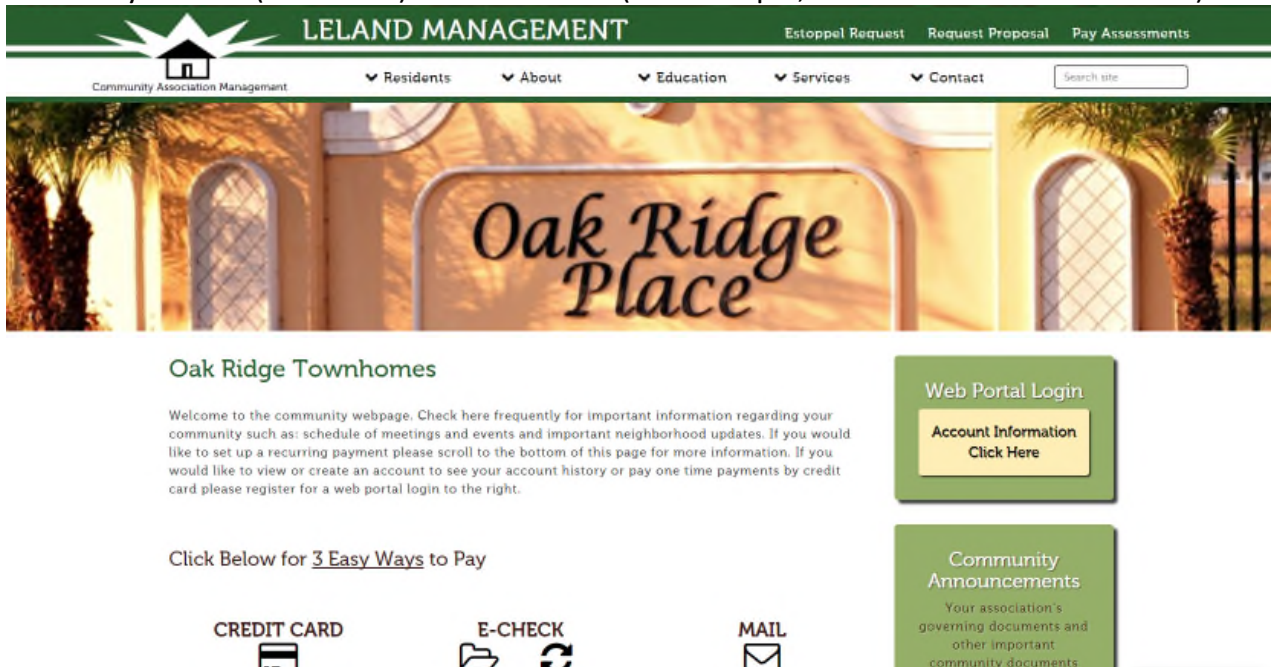 LELAND MANAGEMENT
Estoppel Request Request Proposal Pay Assessments
Community Association Management
Residents About Education Services Contact Search site
Oak Ridge
Place
Oak Ridge Townhomes
Welcome to the community webpage. Check here frequently for important information regarding your
community such as: schedule of meetings and events and important neighborhood updates. If you would
like to set up a recurring payment please scroll to the bottom of this page for more information. If you
would like to view or create an account to see your account history or pay one time payments by credit
card please register for a web portal login to the right.
Click Below for 3 Easy Ways to Pay
CREDIT CARD E-CHECK MAIL
Web Portal Login
Account Information
Click Here
Community
Announcements
Your association's
governing documents and
other important
community documents